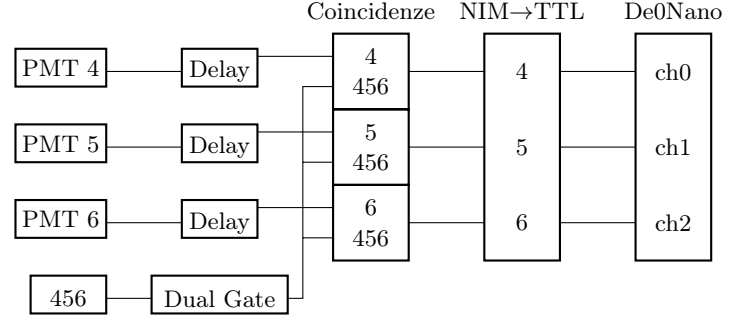 Coincidenze NIM→TTL De0Nano
PMT 4 Delay 4 456 4 ch0
PMT 5 Delay 5 456 5 ch1
PMT 6 Delay 6 456 6 ch2
456 Dual Gate